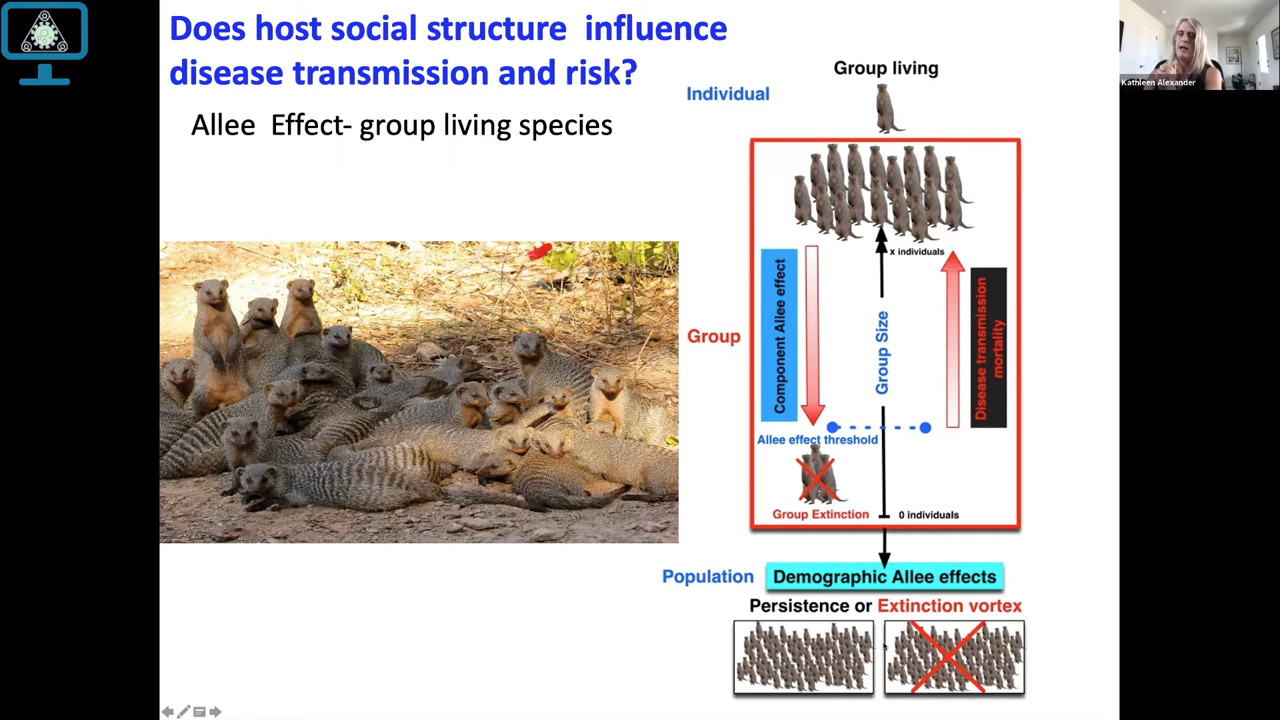 Does host social structure influence
disease transmission and risk?
Allee Effect- group living species
Group living
Individual
x individuals
Component Allee effect
Group Size
Disease transmission
mortality
Group
Allee effect threshold
Group Extinction
0 individuals
Population
Demographic Allee effects
Persistence or Extinction vortex
Kathleen Alexander